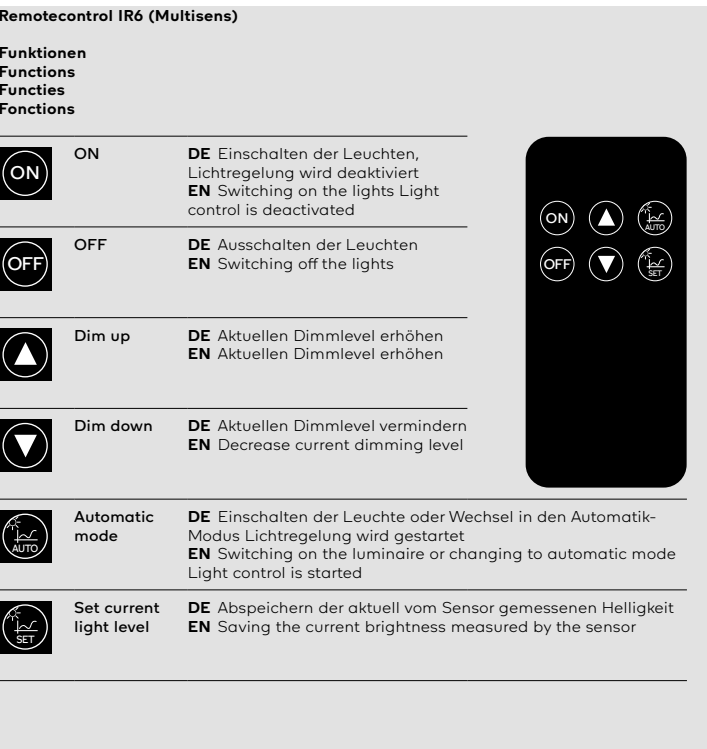 Remotecontrol IR6 (Multisens)
Funktionen
Functions
Functies
Fonctions
ON
ON
DE Einschalten der Leuchten,
Lichtregelung wird deaktiviert
EN Switching on the lights Light
control is deactivated
OFF
OFF
DE Ausschalten der Leuchten
EN Switching off the lights
Dim up
DE Aktuellen Dimmlevel erhöhen
EN Aktuellen Dimmlevel erhöhen
Dim down
DE Aktuellen Dimmlevel vermindern
EN Decrease current dimming level
ON
AUTO
OFF
SET
AUTO
Automatic
mode
DE Einschalten der Leuchte oder Wechsel in den Automatik-
Modus Lichtregelung wird gestartet
EN Switching on the luminaire or changing to automatic mode
Light control is started
SET
Set current
light level
DE Abspeichern der aktuell vom Sensor gemessenen Helligkeit
EN Saving the current brightness measured by the sensor